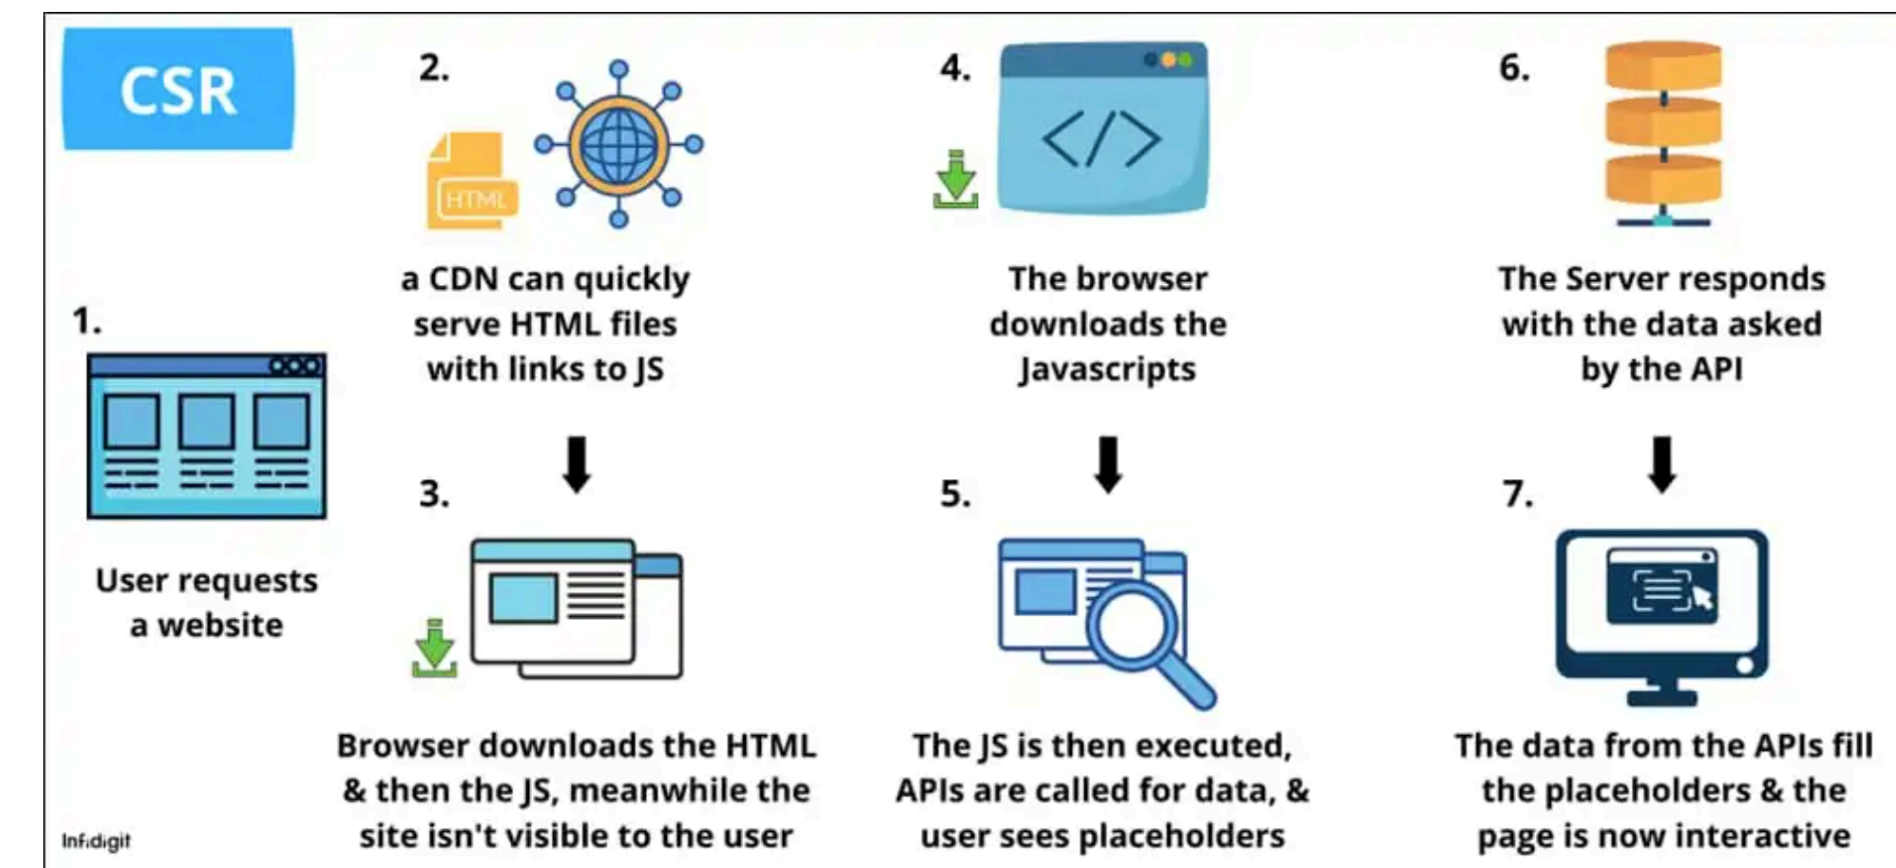 CSR
1.
User requests
a website
2.
HTML
a CDN can quickly
serve HTML files
with links to JS
3.
Browser downloads the HTML
& then the JS, meanwhile the
site isn't visible to the user
4.
</>
The browser
downloads the
Javascripts
5.
The JS is then executed,
APIs are called for data, &
user sees placeholders
6.
The Server responds
with the data asked
by the API
7.
The data from the APIs fill
the placeholders & the
page is now interactive
Infidigit